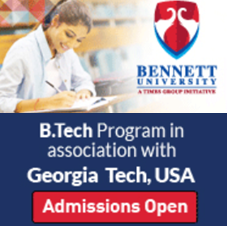 BENNETT
UNIVERSITY
A TIMES GROUP INITIATIVE
B.Tech Program in
association with
Georgia Tech, USA
Admissions Open